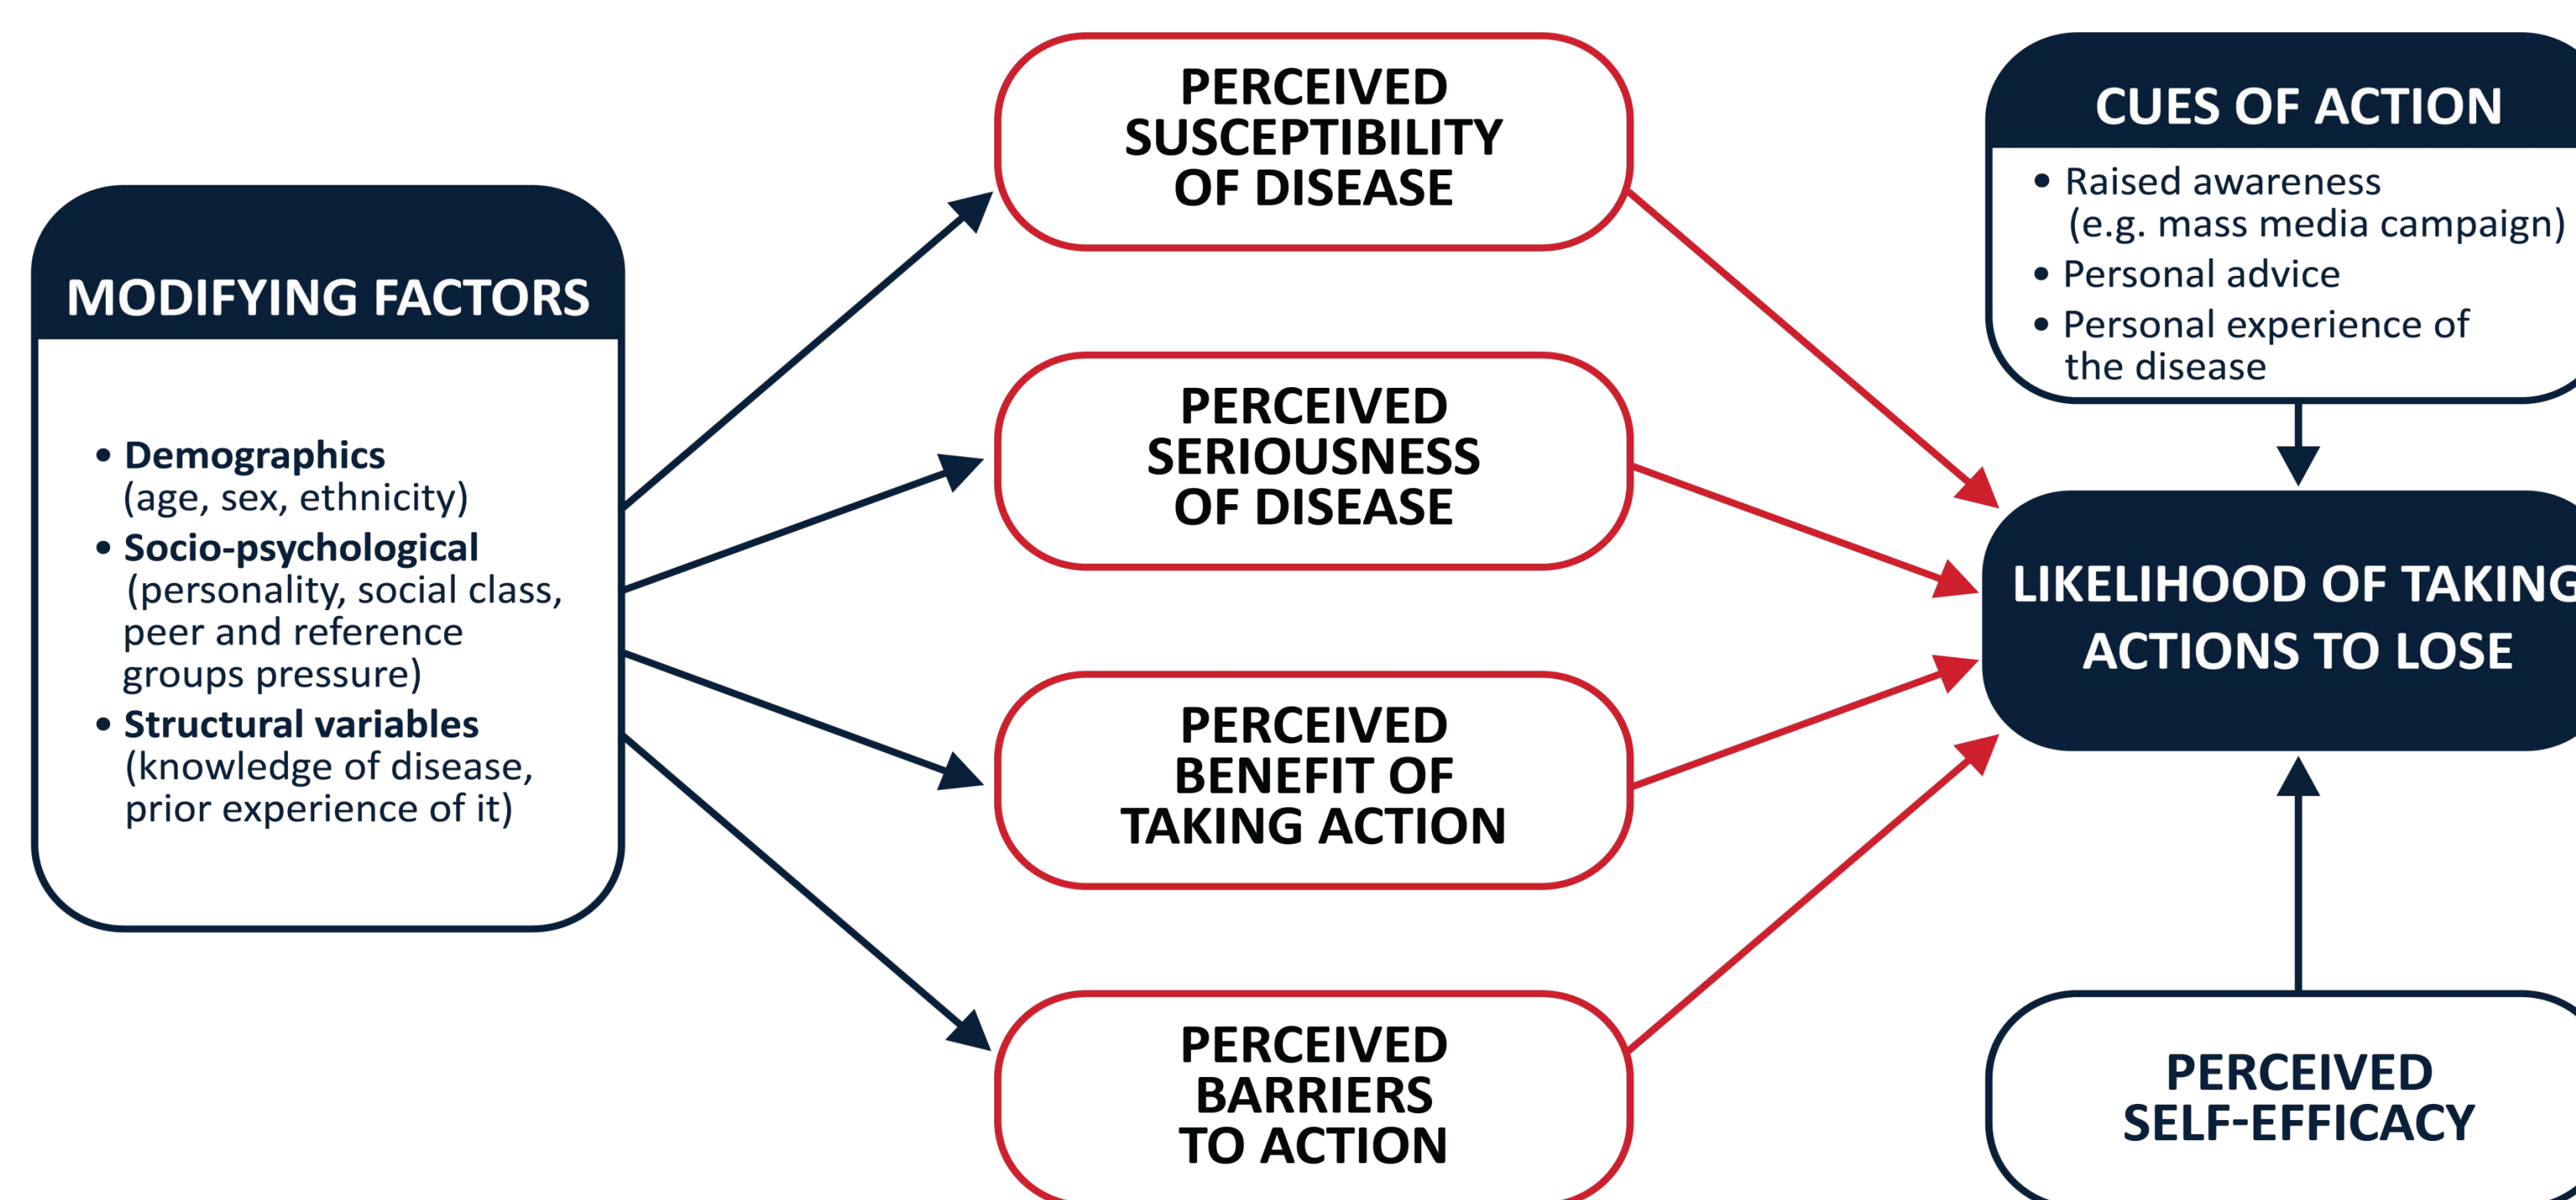 MODIFYING FACTORS
• Demographics
(age, sex, ethnicity)
• Socio-psychological
(personality, social class,
peer and reference
groups pressure)
• Structural variables
(knowledge of disease,
prior experience of it)
PERCEIVED
SUSCEPTIBILITY
OF DISEASE
PERCEIVED
SERIOUSNESS
OF DISEASE
PERCEIVED
BENEFIT OF
TAKING ACTION
PERCEIVED
BARRIERS
TO ACTION
CUES OF ACTION
• Raised awareness
(e.g. mass media campaign)
• Personal advice
• Personal experience of
the disease
LIKELIHOOD OF TAKING
ACTIONS TO LOSE
PERCEIVED
SELF-EFFICACY